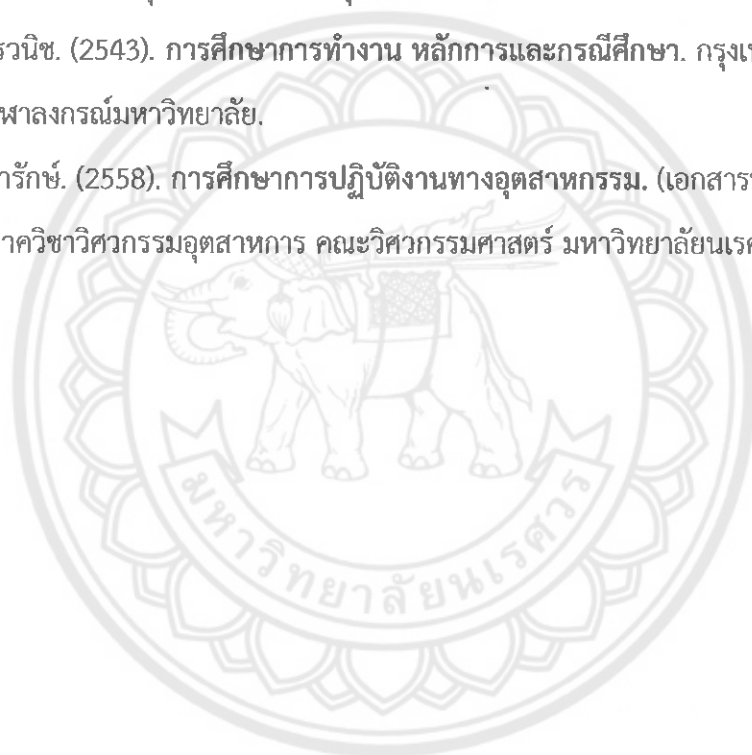 รวนิช. (2543). การศึกษาการทำงาน หลักการและกรณีศึกษา. กรุงเท
ฬาลงกรณ์มหาวิทยาลัย.
ารักษ์. (2558). การศึกษาการปฏิบัติงานทางอุตสาหกรรม. (เอกสาร
าควิชาวิศวกรรมอุตสาหการ คณะวิศวกรรมศาสตร์ มหาวิทยาลัยนเรศ
มหาวิทยาลัยนเรศวร